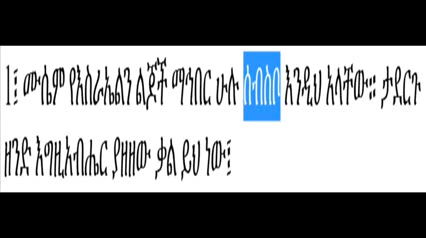 1፤ ሙሴም የእስራኤልን ልጆች ማኅበር ሁሉ ሰብስቦ እንዲህ አላቸው። ታደርጉ
ዘንድ እግዚአብሔር ያዘዘው ቃል ይህ ነው፤